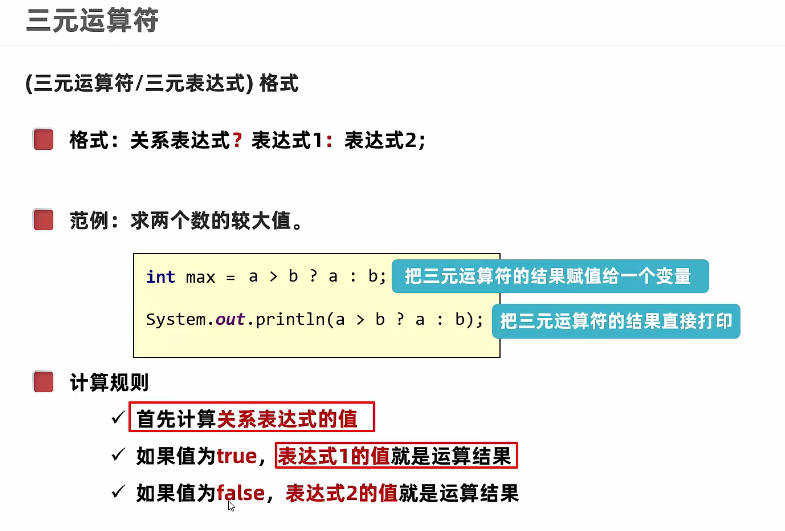 三元运算符
(三元运算符/三元表达式) 格式
格式：关系表达式？表达式1：表达式2；
范例：求两个数的较大值。
int max = a > b ? a : b; 把三元运算符的结果赋值给一个变量
System.out.println(a > b ? a : b); 把三元运算符的结果直接打印
计算规则
✓ 首先计算关系表达式的值
✓ 如果值为true，表达式1的值就是运算结果
✓ 如果值为false，表达式2的值就是运算结果